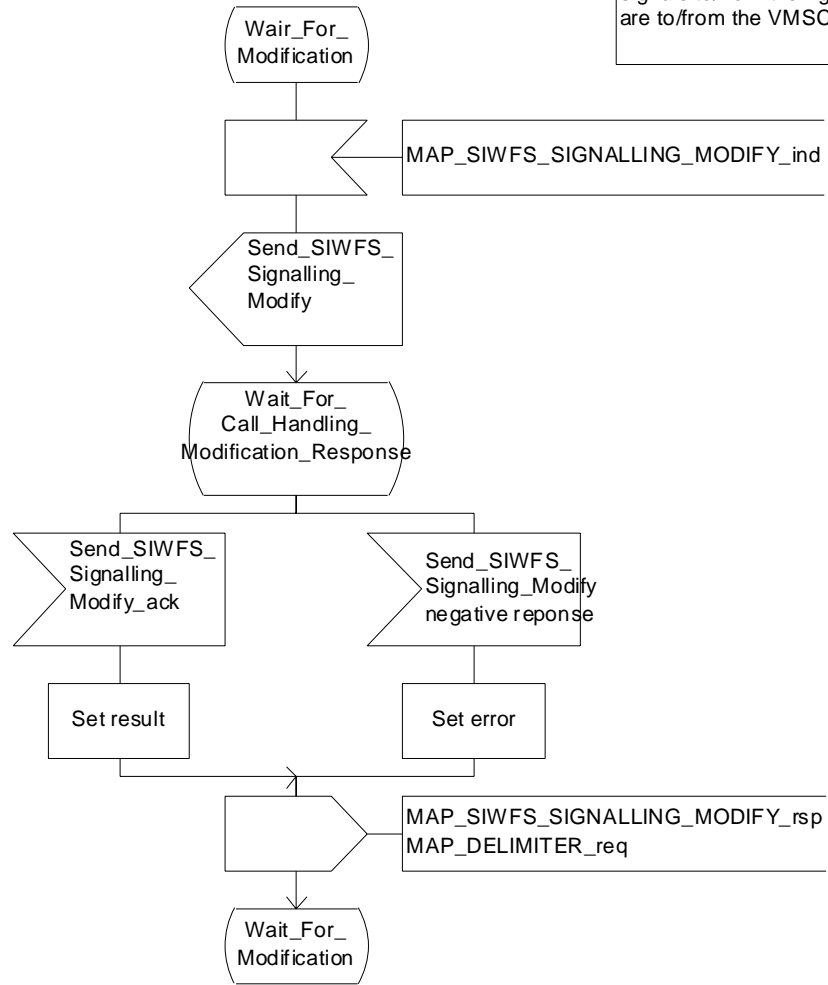 are to/from the VMSC
Wair_For_
Modification
MAP_SIWFS_SIGNALLING_MODIFY_ind
Send_SIWFS_
Signalling_
Modify
Wait_For_
Call_Handling_
Modification_Response
Send_SIWFS_
Signalling_
Modify_ack
Send_SIWFS_
Signalling_Modify
negative reponse
Set result
Set error
MAP_SIWFS_SIGNALLING_MODIFY_rsp
MAP_DELIMITER_req
Wait_For_
Modification